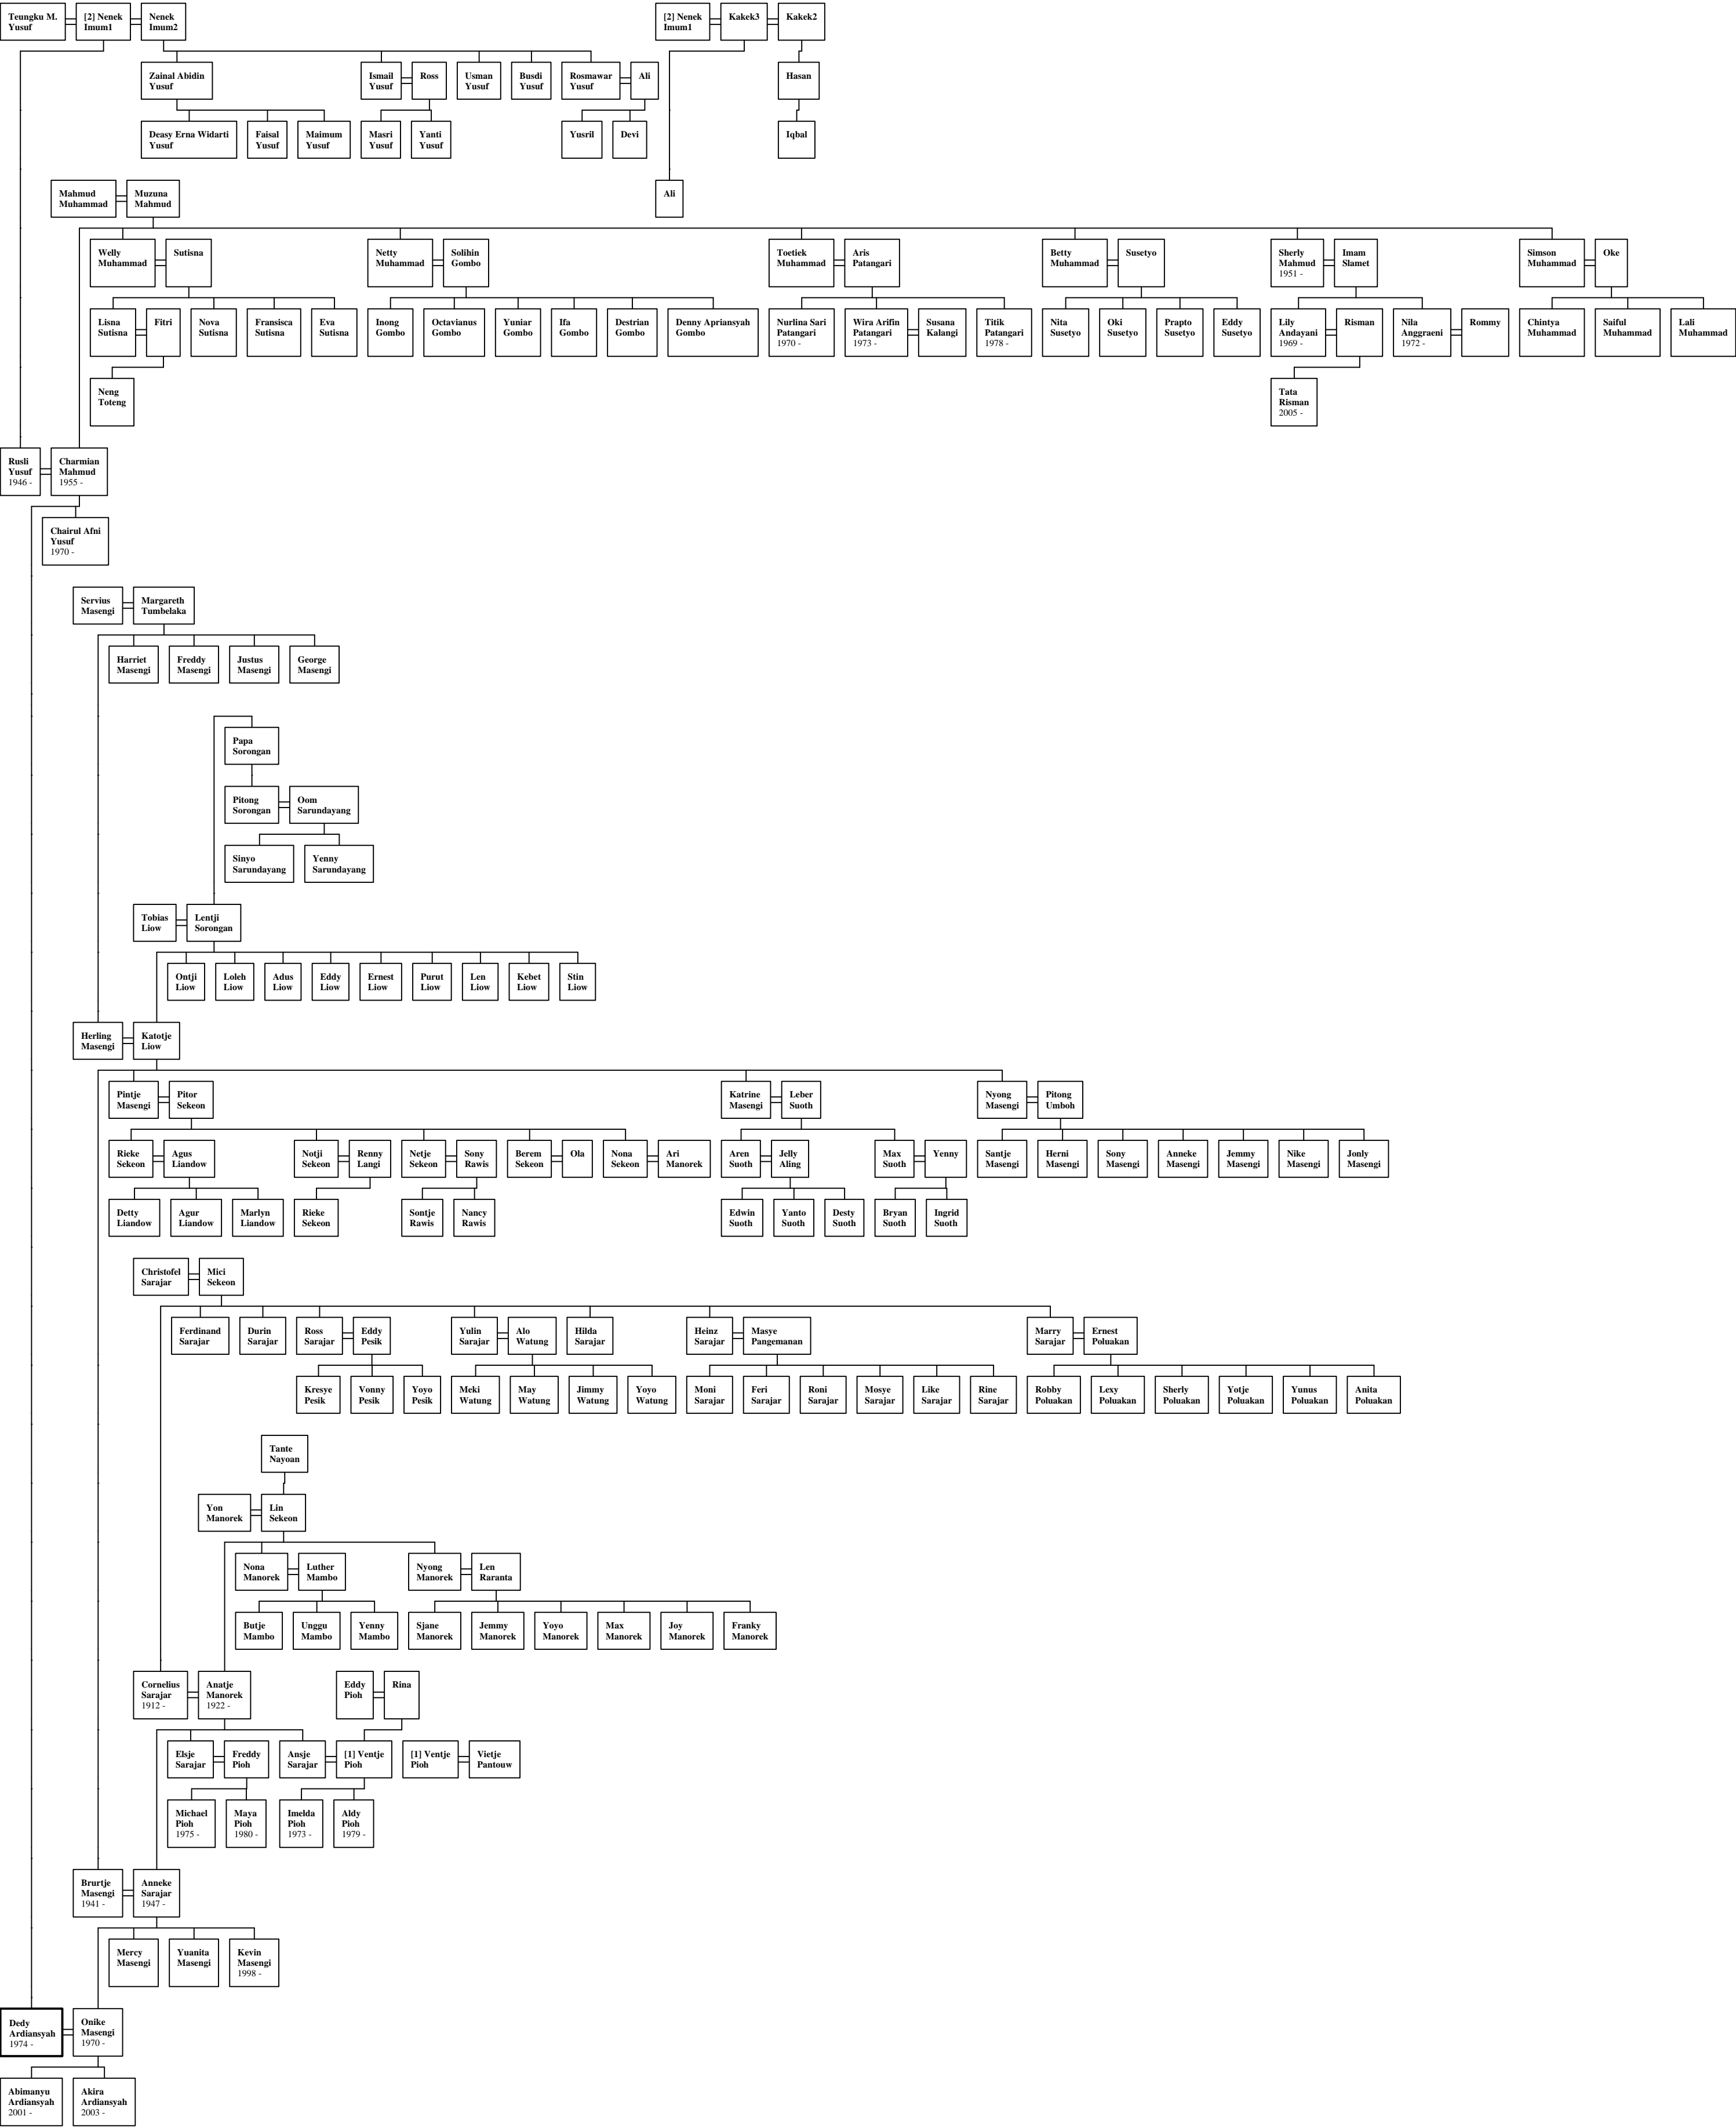 Teungku M.
Yusuf
[2] Nenek
Imum1
Nenek
Imum2
[2] Nenek
Imum1
Kakek3
Kakek2
Zainal Abidin
Yusuf
Ismail
Yusuf
Ross
Usman
Yusuf
Busdi
Yusuf
Rosmawar
Yusuf
Ali
Hasan
Deasy Erna Widarti
Yusuf
Faisal
Yusuf
Maimum
Yusuf
Masri
Yusuf
Yanti
Yusuf
Yusril
Devi
Iqbal
Mahmud
Muhammad
Muzuna
Mahmud
Ali
Welly
Muhammad
Sutisna
Netty
Muhammad
Solihin
Gombo
Toetiek
Muhammad
Aris
Patangari
Betty
Muhammad
Susetyo
Sherly
Mahmud
1951 -
Imam
Slamet
Simson
Muhammad
Oke
Lisna
Sutisna
Fitri
Nova
Sutisna
Fransisca
Sutisna
Eva
Sutisna
Inong
Gombo
Octavianus
Gombo
Yuniar
Gombo
Ifa
Gombo
Destrian
Gombo
Denny Apriansyah
Gombo
Nurlina Sari
Patangari
1970 -
Wira Arifin
Patangari
1973 -
Susana
Kalangi
Titik
Patangari
1978 -
Nita
Susetyo
Oki
Susetyo
Prapto
Susetyo
Eddy
Susetyo
Lily
Andayani
1969 -
Risman
Nila
Anggraeni
1972 -
Rommy
Chintya
Muhammad
Saiful
Muhammad
Lali
Muhammad
Neng
Toteng
Tata
Risman
2005 -
Rusli
Yusuf
1946 -
Charmian
Mahmud
1955 -
Chairul Afni
Yusuf
1970 -
Servius
Masengi
Margareth
Tumbelaka
Harriet
Masengi
Freddy
Masengi
Justus
Masengi
George
Masengi
Papa
Sorongan
Pitong
Sorongan
Oom
Sarundayang
Sinyo
Sarundayang
Yenny
Sarundayang
Tobias
Liow
Lentji
Sorongan
Ontji
Liow
Loleh
Liow
Adus
Liow
Eddy
Liow
Ernest
Liow
Purut
Liow
Len
Liow
Kebet
Liow
Stin
Liow
Herling
Masengi
Katotje
Liow
Pintje
Masengi
Pitor
Sekeon
Katrine
Masengi
Leber
Suoth
Nyong
Masengi
Pitong
Umboh
Rieke
Sekeon
Agus
Liandow
Notji
Sekeon
Renny
Langi
Netje
Sekeon
Sony
Rawis
Berem
Sekeon
Ola
Nona
Sekeon
Ari
Manorek
Aren
Suoth
Jelly
Aling
Max
Suoth
Yenny
Santje
Masengi
Herni
Masengi
Sony
Masengi
Anneke
Masengi
Jemmy
Masengi
Nike
Masengi
Jonly
Masengi
Detty
Liandow
Agur
Liandow
Marlyn
Liandow
Rieke
Sekeon
Sontje
Rawis
Nancy
Rawis
Edwin
Suoth
Yanto
Suoth
Desty
Suoth
Bryan
Suoth
Ingrid
Suoth
Christofel
Sarajar
Mici
Sekeon
Ferdinand
Sarajar
Durin
Sarajar
Ross
Sarajar
Eddy
Pesik
Yulin
Sarajar
Alo
Watung
Hilda
Sarajar
Heinz
Sarajar
Masye
Pangemanan
Marry
Sarajar
Ernest
Poluakan
Kresye
Pesik
Vonny
Pesik
Yoyo
Pesik
Meki
Watung
May
Watung
Jimmy
Watung
Yoyo
Watung
Moni
Sarajar
Feri
Sarajar
Roni
Sarajar
Mosye
Sarajar
Like
Sarajar
Rine
Sarajar
Robby
Poluakan
Lexy
Poluakan
Sherly
Poluakan
Yotje
Poluakan
Yunus
Poluakan
Anita
Poluakan
Tante
Nayoan
Yon
Manorek
Lin
Sekeon
Nona
Manorek
Luther
Mambo
Nyong
Manorek
Len
Raranta
Butje
Mambo
Unggu
Mambo
Yenny
Mambo
Sjane
Manorek
Jemmy
Manorek
Yoyo
Manorek
Max
Manorek
Joy
Manorek
Franky
Manorek
Cornelius
Sarajar
1912 -
Anatje
Manorek
1922 -
Eddy
Pioh
Rina
Elsje
Sarajar
Freddy
Pioh
Ansje
Sarajar
[1] Ventje
Pioh
[1] Ventje
Pioh
Vietje
Pantouw
Michael
Pioh
1975 -
Maya
Pioh
1980 -
Imelda
Pioh
1973 -
Aldy
Pioh
1979 -
Brurtje
Masengi
1941 -
Anneke
Sarajar
1947 -
Mercy
Masengi
Yuanita
Masengi
Kevin
Masengi
1998 -
Dedy
Ardiansyah
1974 -
Onike
Masengi
1970 -
Abimanyu
Ardiansyah
2001 -
Akira
Ardiansyah
2003 -